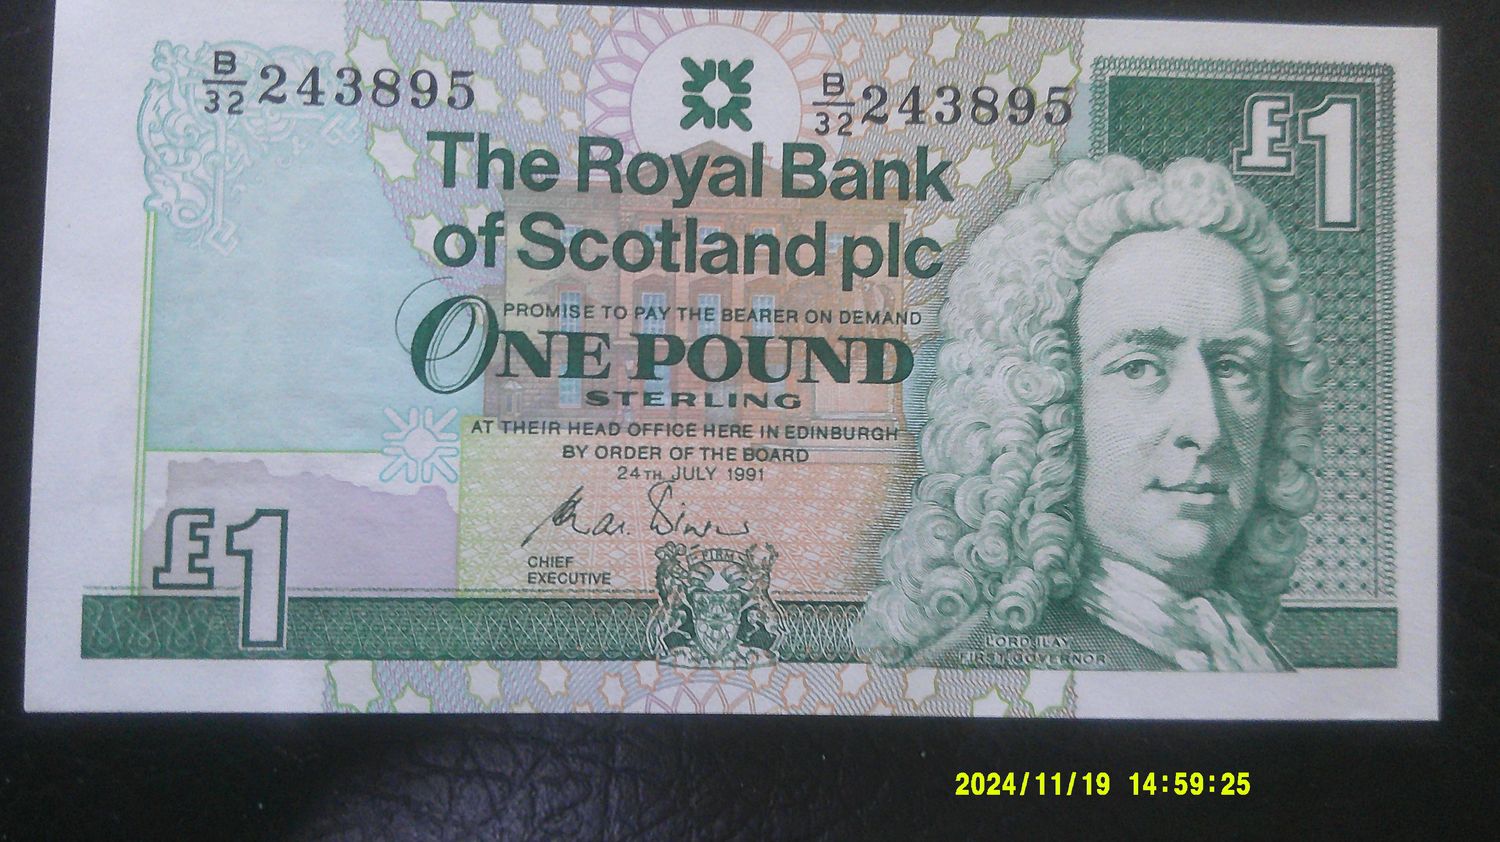 B/32 243895
B/32 243895
£1
The Royal Bank
of Scotland plc
PROMISE TO PAY THE BEARER ON DEMAND
ONE POUND
STERLING
AT THEIR HEAD OFFICE HERE IN EDINBURGH
BY ORDER OF THE BOARD
24TH JULY 1991
£1
CHIEF
EXECUTIVE
FIRM
LORD ILAY
FIRST GOVERNOR
2024/11/19 14:59:25